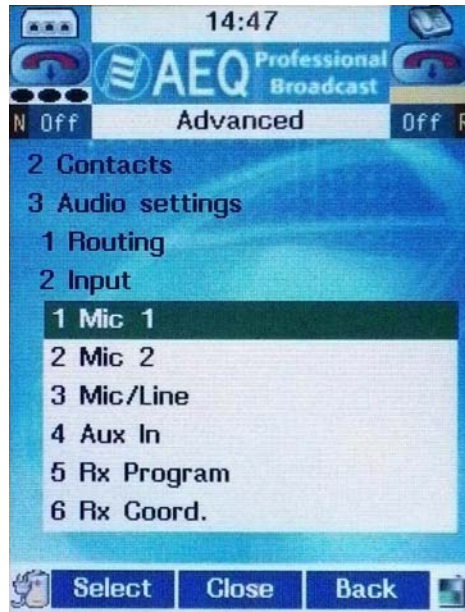 14:47
AEQ Professional Broadcast
N Off Advanced Off R
2 Contacts
3 Audio settings
1 Routing
2 Input
1 Mic 1
2 Mic 2
3 Mic/Line
4 Aux In
5 Rx Program
6 Rx Coord.
Select Close Back